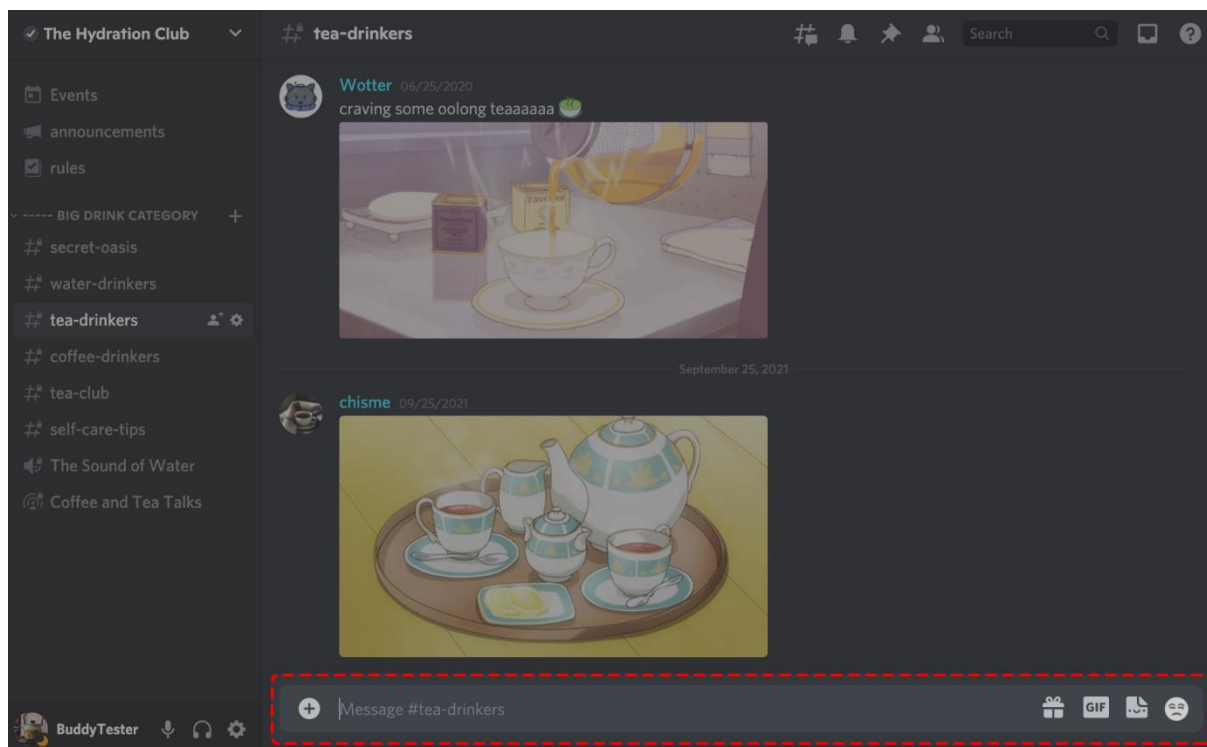 The Hydration Club
tea-drinkers
Search
Events
announcements
rules
----- BIG DRINK CATEGORY
secret-oasis
water-drinkers
tea-drinkers
coffee-drinkers
tea-club
self-care-tips
The Sound of Water
Coffee and Tea Talks
BuddyTester
Wotter 06/25/2020
craving some oolong teaaaaaa
September 25, 2021
chisme 09/25/2021
Message #tea-drinkers
GIF